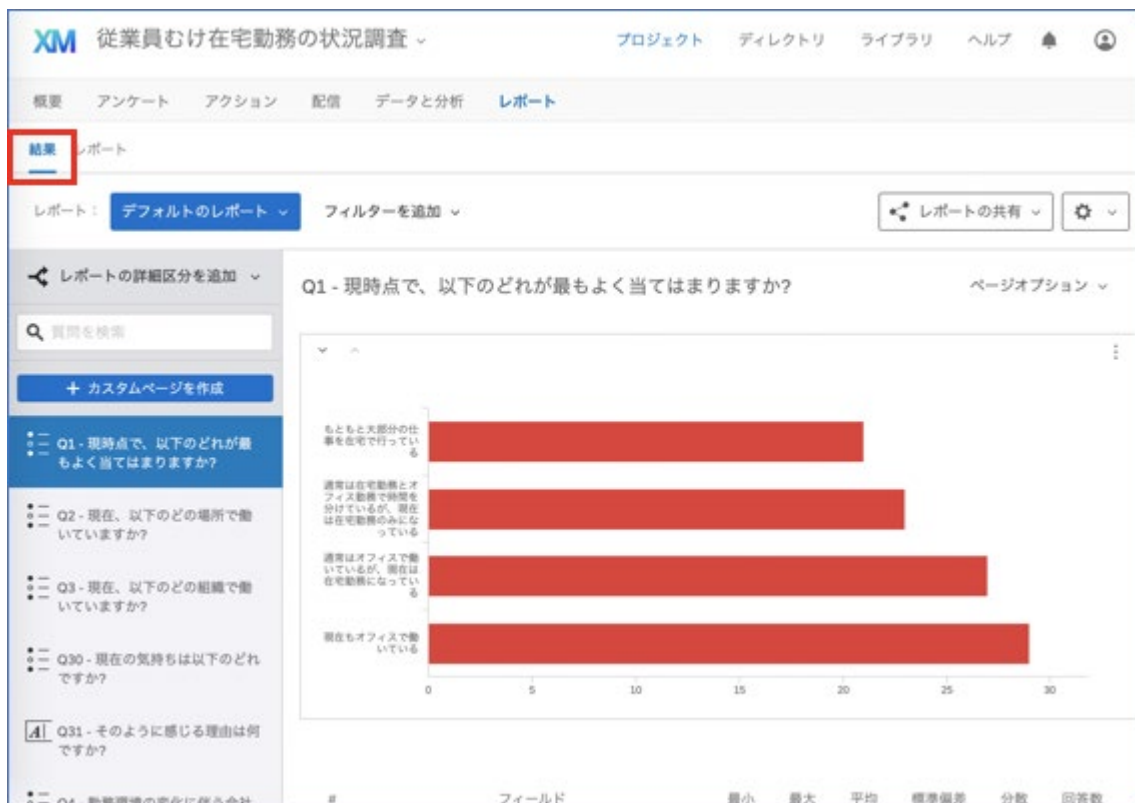 XM 従業員むけ在宅勤務の状況調査
プロジェクト ディレクトリ ライブラリ ヘルプ
概要 アンケート アクション 配信 データと分析 レポート
結果 レポート
レポート： デフォルトのレポート フィルターを追加 レポートの共有
レポートの詳細区分を追加
質問を検索
+ カスタムページを作成
Q1 - 現時点で、以下のどれが最
もよく当てはまりますか?
Q2 - 現在、以下のどの場所で働
いていますか?
Q3 - 現在、以下のどの組織で働
いていますか?
Q30 - 現在の気持ちは以下のどれ
ですか?
A Q31 - そのように感じる理由は何
ですか?
Q4 - 勤務環境の変化に伴う会社
Q1 - 現時点で、以下のどれが最もよく当てはまりますか?
ページオプション
もともと大部分の仕
事を在宅で行ってい
る
通常は在宅勤務とオ
フィス勤務で時間を
分けているが、現在
は在宅勤務のみにな
っている
通常はオフィスで働
いているが、現在は
在宅勤務になってい
る
現在もオフィスで働
いている
0 5 10 15 20 25 30
# フィールド 最小 最大 平均 標準偏差 分散 回答数